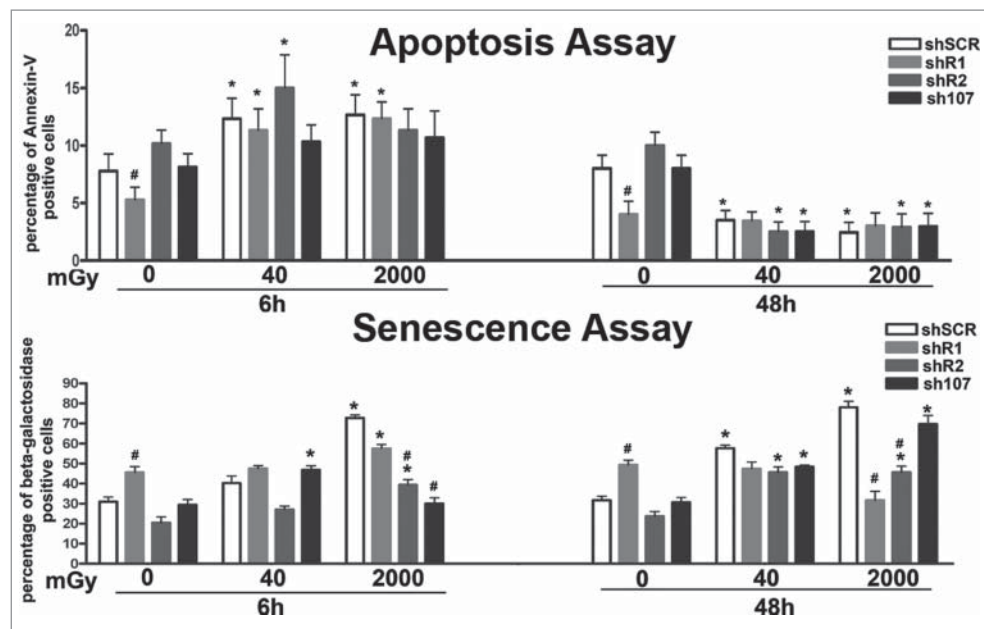 Apoptosis Assay
percentage of Annexin-V
positive cells
20
15
10
5
0
shSCR
shR1
shR2
sh107
#
*
*
*
*
*
#
*
*
*
*
*
*
mGy
0
40
2000
0
40
2000
6h
48h
Senescence Assay
percentage of beta-galactosidase
positive cells
90
80
70
60
50
40
30
20
10
0
shSCR
shR1
shR2
sh107
#
*
*
*
#
*
#
#
*
*
*
*
#
#
*
*
mGy
0
40
2000
0
40
2000
6h
48h